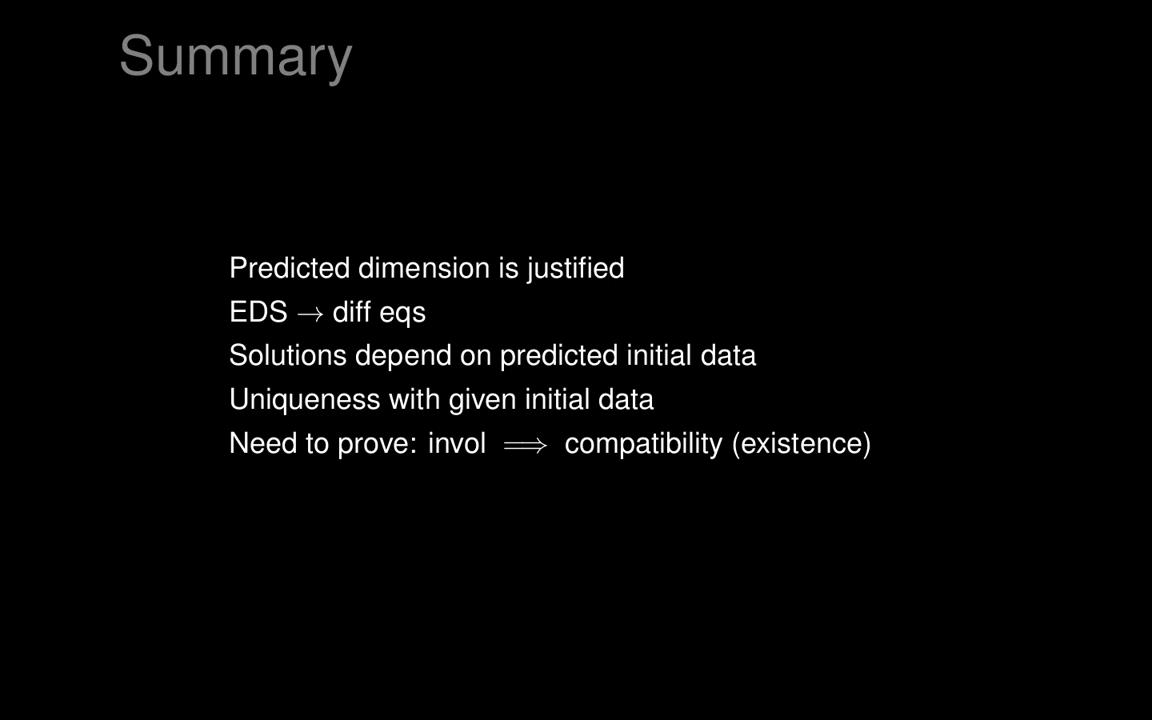 Summary
Predicted dimension is justified
EDS → diff eqs
Solutions depend on predicted initial data
Uniqueness with given initial data
Need to prove: invol ⟹ compatibility (existence)